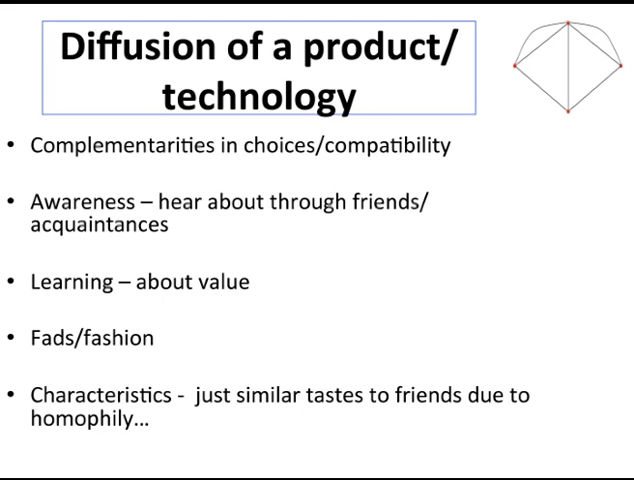 Diffusion of a product/
technology
• Complementarities in choices/compatibility
• Awareness – hear about through friends/
acquaintances
• Learning – about value
• Fads/fashion
• Characteristics -  just similar tastes to friends due to
homophily…